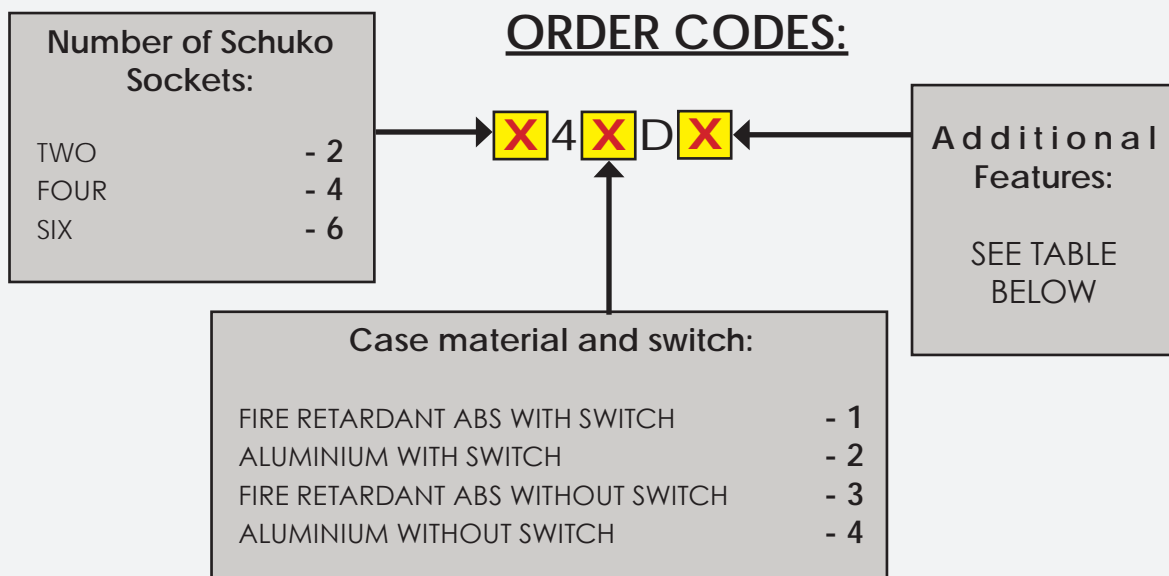 ORDER CODES:
Number of Schuko
Sockets:
TWO - 2
FOUR - 4
SIX - 6
X4XDX
Additional
Features:
SEE TABLE
BELOW
Case material and switch:
FIRE RETARDANT ABS WITH SWITCH - 1
ALUMINIUM WITH SWITCH - 2
FIRE RETARDANT ABS WITHOUT SWITCH - 3
ALUMINIUM WITHOUT SWITCH - 4